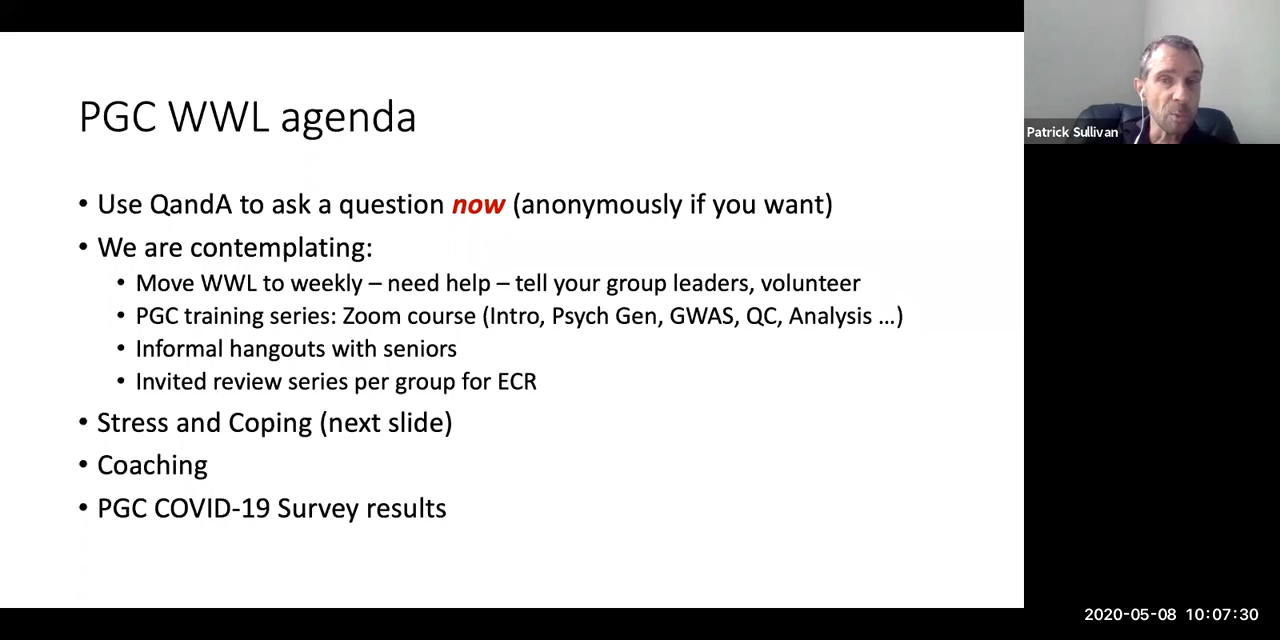 PGC WWL agenda
• Use QandA to ask a question now (anonymously if you want)
• We are contemplating:
• Move WWL to weekly – need help – tell your group leaders, volunteer
• PGC training series: Zoom course (Intro, Psych Gen, GWAS, QC, Analysis …)
• Informal hangouts with seniors
• Invited review series per group for ECR
• Stress and Coping (next slide)
• Coaching
• PGC COVID-19 Survey results
Patrick Sullivan
2020-05-08 10:07:30